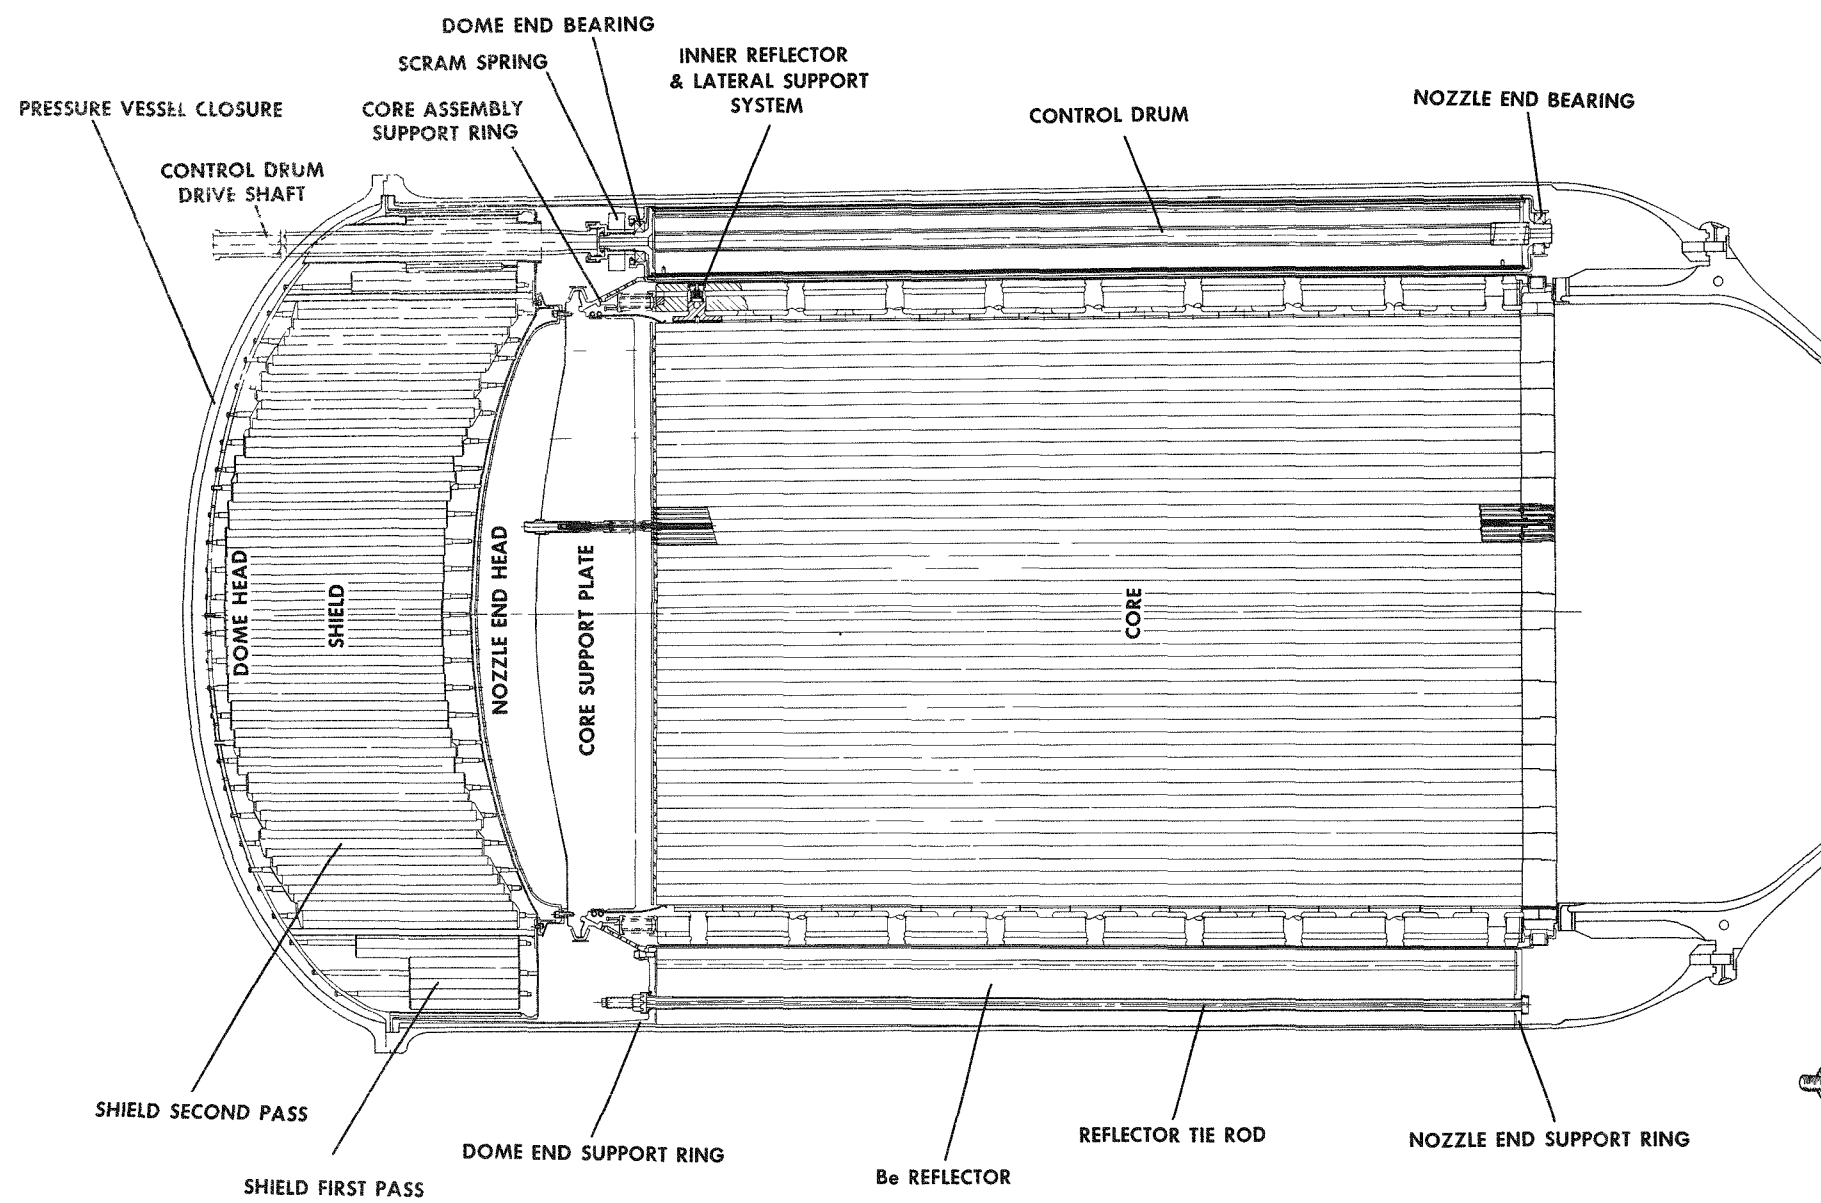 DOME END BEARING
SCRAM SPRING
INNER REFLECTOR
& LATERAL SUPPORT
SYSTEM
PRESSURE VESSEL CLOSURE
CORE ASSEMBLY
SUPPORT RING
CONTROL DRUM
NOZZLE END BEARING
CONTROL DRUM
DRIVE SHAFT
DOME HEAD
SHIELD
NOZZLE END HEAD
CORE SUPPORT PLATE
CORE
SHIELD SECOND PASS
SHIELD FIRST PASS
DOME END SUPPORT RING
Be REFLECTOR
REFLECTOR TIE ROD
NOZZLE END SUPPORT RING